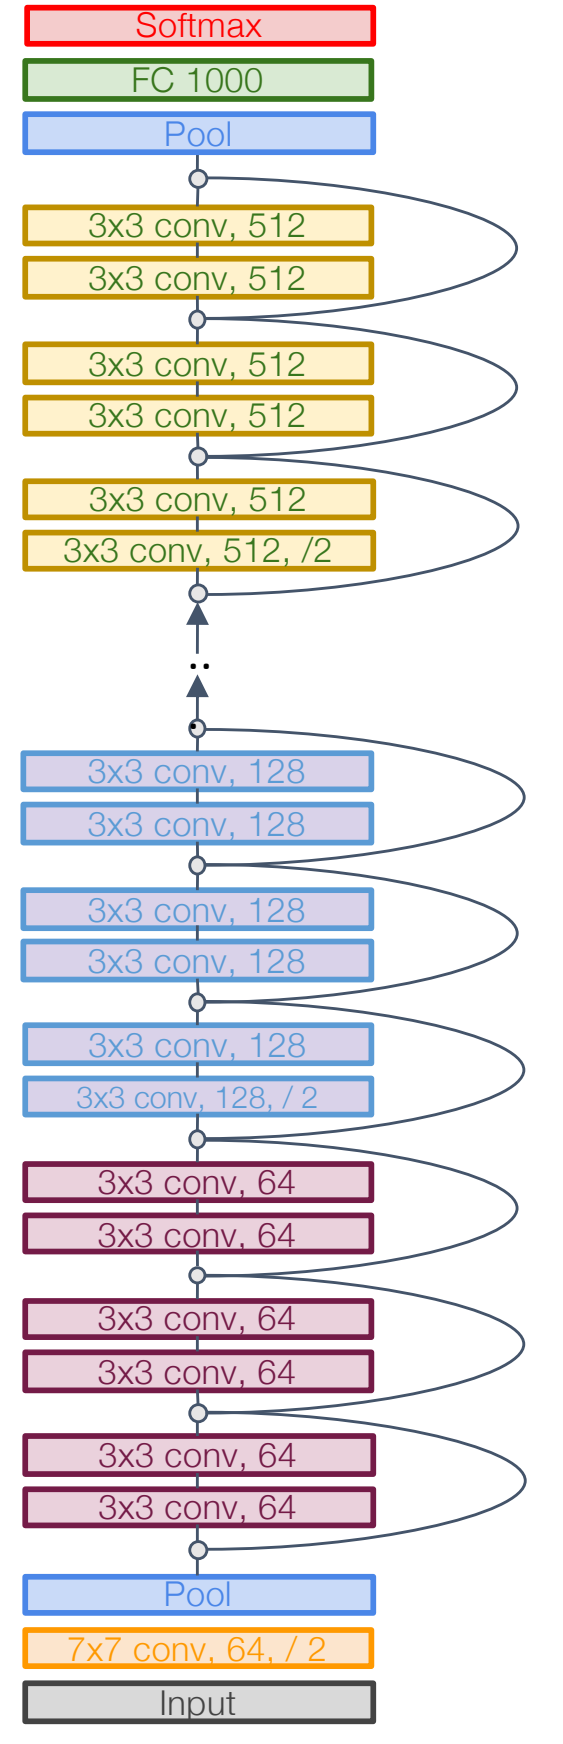 Softmax
FC 1000
Pool
3x3 conv, 512
3x3 conv, 512
3x3 conv, 512
3x3 conv, 512
3x3 conv, 512
3x3 conv, 512, /2
..
.
3x3 conv, 128
3x3 conv, 128
3x3 conv, 128
3x3 conv, 128
3x3 conv, 128
3x3 conv, 128, / 2
3x3 conv, 64
3x3 conv, 64
3x3 conv, 64
3x3 conv, 64
3x3 conv, 64
3x3 conv, 64
Pool
7x7 conv, 64, / 2
Input